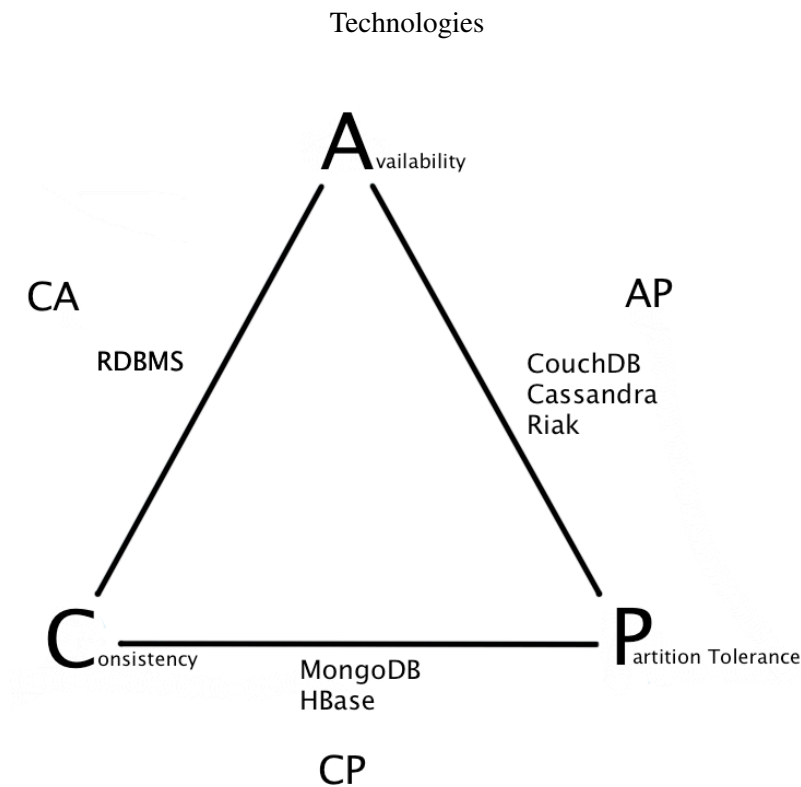 Technologies
Availability
CA
AP
RDBMS
CouchDB
Cassandra
Riak
Consistency
Partition Tolerance
MongoDB
HBase
CP